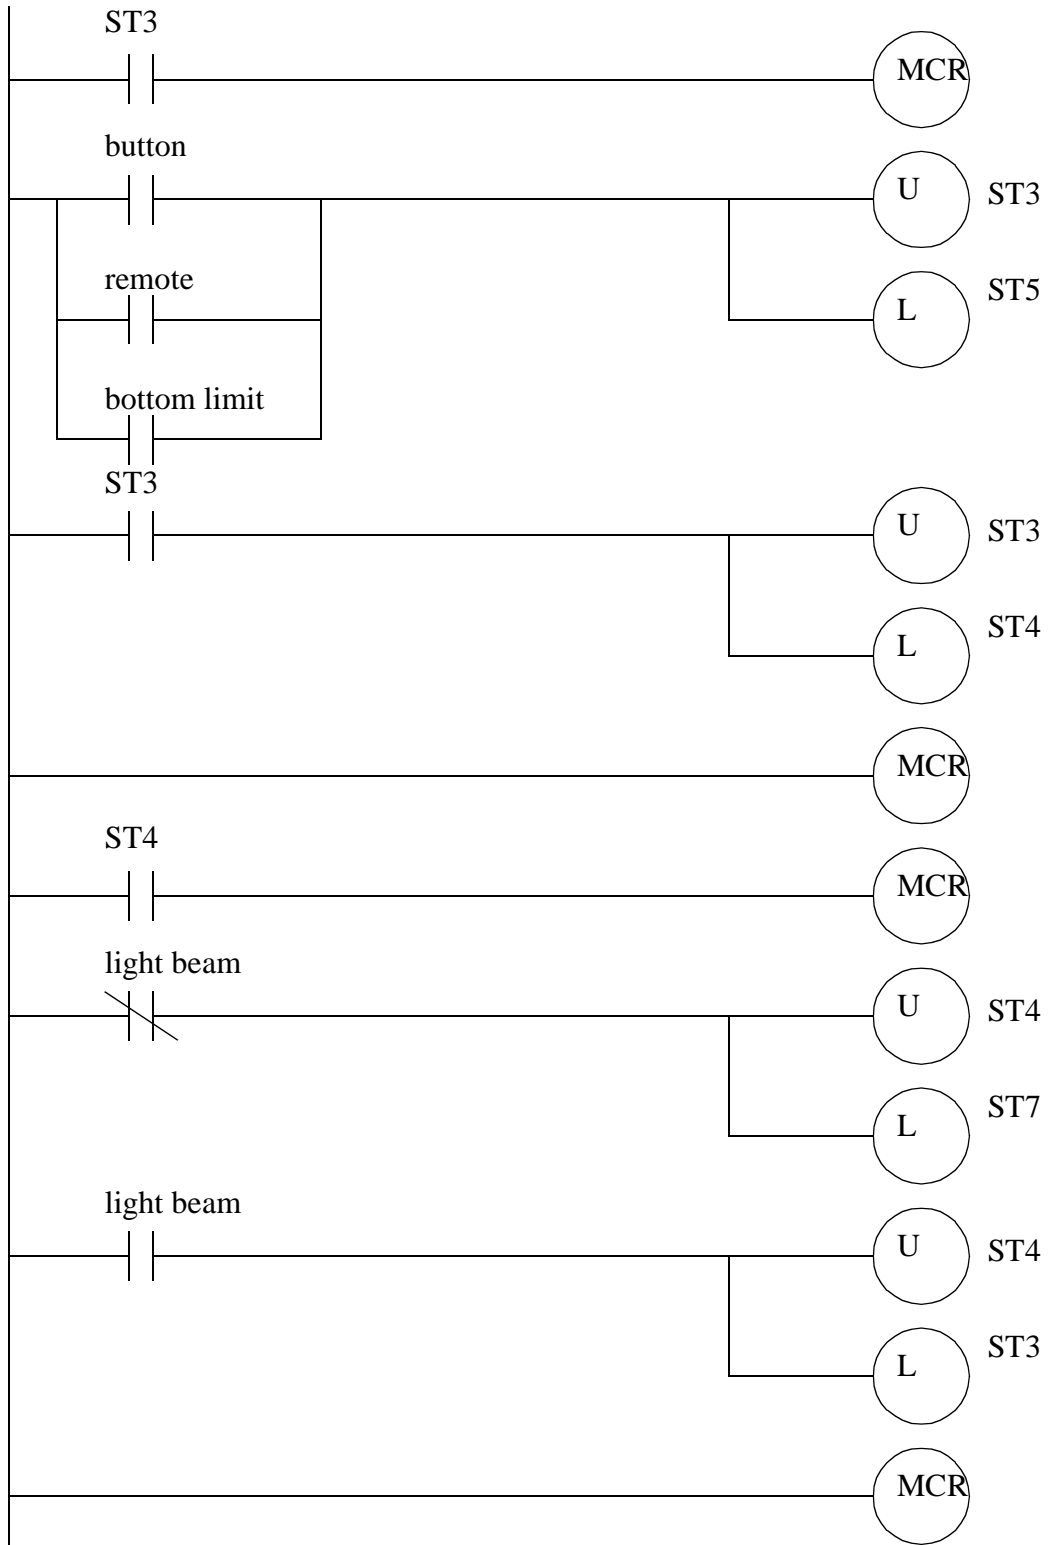 ST3
MCR
button
U ST3
remote
L ST5
bottom limit
ST3
U ST3
L ST4
MCR
ST4
MCR
light beam
U ST4
L ST7
light beam
U ST4
L ST3
MCR